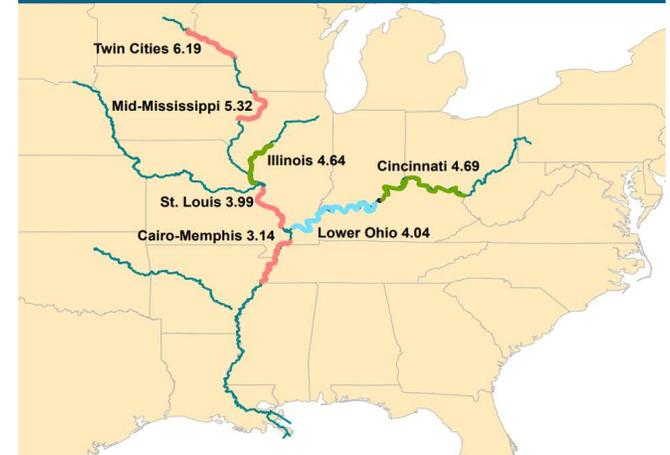 Twin Cities 6.19
Mid-Mississippi 5.32
Illinois 4.64
Cincinnati 4.69
St. Louis 3.99
Cairo-Memphis 3.14
Lower Ohio 4.04